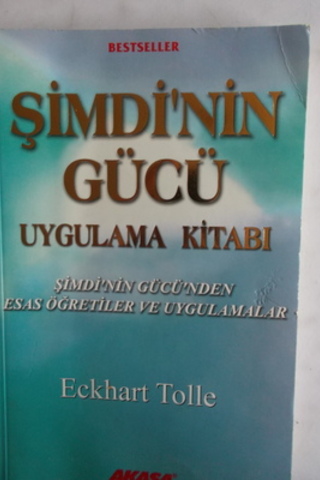 BESTSELLER
ŞİMDİ'NİN
GÜCÜ
UYGULAMA KİTABI
ŞİMDİ'NİN GÜCÜ'NDEN
ESAS ÖĞRETİLER VE UYGULAMALAR
Eckhart Tolle
AKAŞA